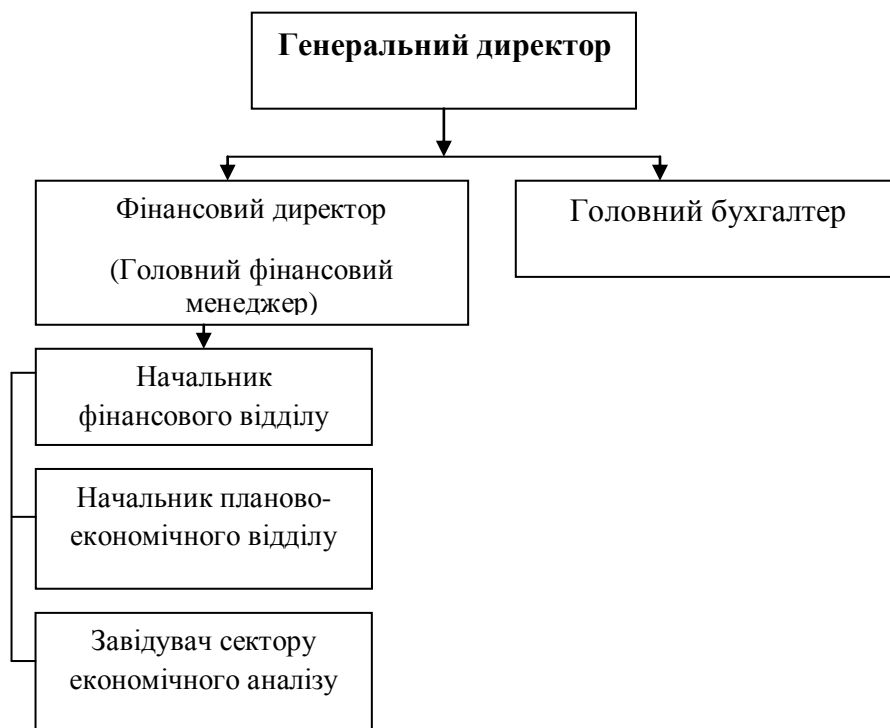 Генеральний директор
Фінансовий директор
(Головний фінансовий
менеджер)
Головний бухгалтер
Начальник
фінансового відділу
Начальник планово-
економічного відділу
Завідувач сектору
економічного аналізу